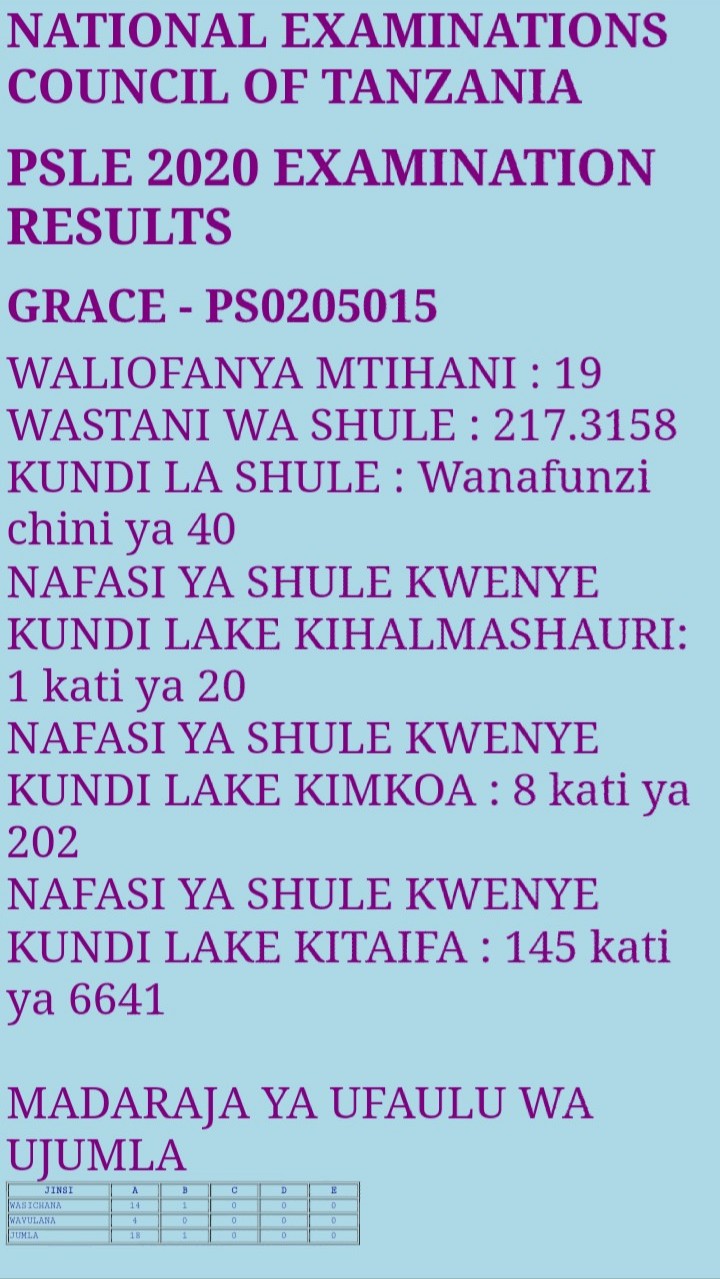 NATIONAL EXAMINATIONS
COUNCIL OF TANZANIA
PSLE 2020 EXAMINATION
RESULTS
GRACE - PS0205015
WALIOFANYA MTIHANI : 19
WASTANI WA SHULE : 217.3158
KUNDI LA SHULE : Wanafunzi
chini ya 40
NAFASI YA SHULE KWENYE
KUNDI LAKE KIHALMASHAURI:
1 kati ya 20
NAFASI YA SHULE KWENYE
KUNDI LAKE KIMKOA : 8 kati ya
202
NAFASI YA SHULE KWENYE
KUNDI LAKE KITAIFA : 145 kati
ya 6641
MADARAJA YA UFAULU WA
UJUMLA
JINSI A B C D E
WASICHANA 14 1 0 0 0
WAVULANA 4 0 0 0 0
JUMLA 18 1 0 0 0